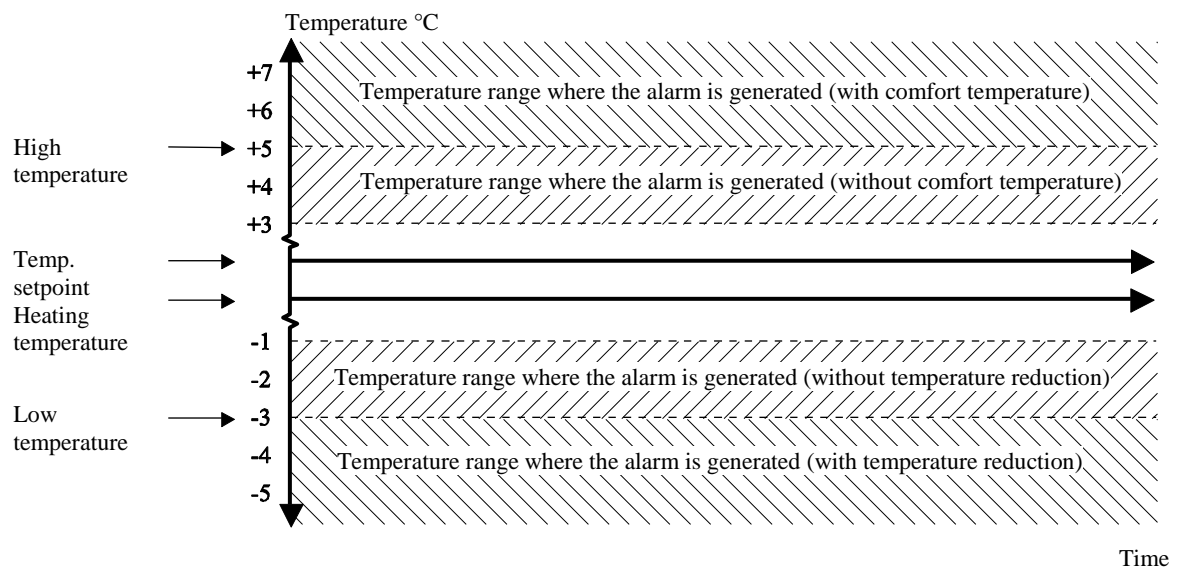 Temperature °C
+7
Temperature range where the alarm is generated (with comfort temperature)
+6
High
temperature
+5
+4
Temperature range where the alarm is generated (without comfort temperature)
+3
Temp.
setpoint
Heating
temperature
-1
-2
Temperature range where the alarm is generated (without temperature reduction)
Low
temperature
-3
-4
Temperature range where the alarm is generated (with temperature reduction)
-5
Time